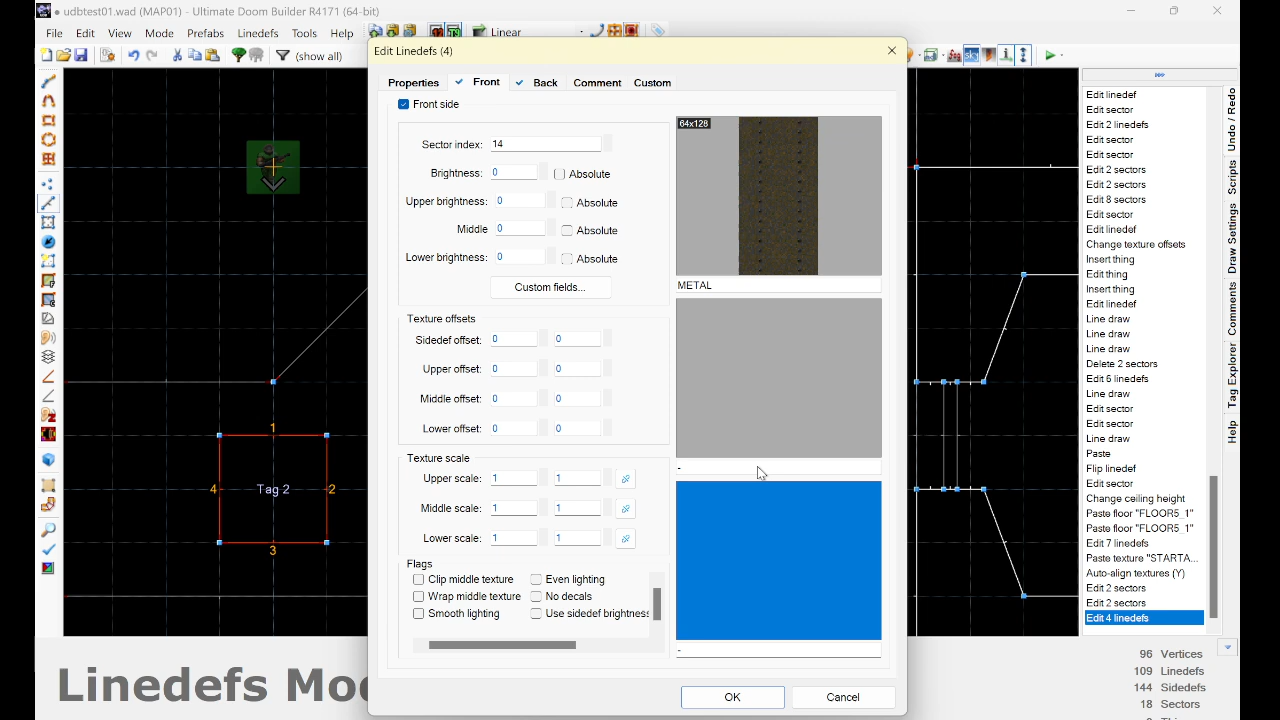 ● udbtest01.wad (MAP01) - Ultimate Doom Builder R4171 (64-bit)
File Edit View Mode Prefabs Linedefs Tools Help
Linear
(show all)
Edit Linedefs (4)
Properties Front Back Comment Custom
Front side
Sector index: 14
Brightness: 0 Absolute
Upper brightness: 0 Absolute
Middle 0 Absolute
Lower brightness: 0 Absolute
Custom fields...
Texture offsets
Sidedef offset: 0 0
Upper offset: 0 0
Middle offset: 0 0
Lower offset: 0 0
Texture scale
Upper scale: 1 1
Middle scale: 1 1
Lower scale: 1 1
Flags
Clip middle texture Even lighting
Wrap middle texture No decals
Smooth lighting Use sidedef brightness
64x128
METAL
-
-
OK Cancel
1
4 Tag 2 2
3
Edit linedef
Edit sector
Edit 2 linedefs
Edit sector
Edit sector
Edit 2 sectors
Edit 2 sectors
Edit 8 sectors
Edit sector
Edit linedef
Change texture offsets
Insert thing
Edit thing
Insert thing
Edit linedef
Line draw
Line draw
Line draw
Delete 2 sectors
Edit 6 linedefs
Line draw
Edit sector
Edit sector
Line draw
Paste
Flip linedef
Edit sector
Change ceiling height
Paste floor "FLOOR5_1"
Paste floor "FLOOR5_1"
Edit 7 linedefs
Paste texture "STARTA...
Auto-align textures (Y)
Edit 2 sectors
Edit 2 sectors
Edit 4 linedefs
Undo / Redo
Scripts
Draw Settings
Comments
Tag Explorer
Help
Linedefs Mo
96 Vertices
109 Linedefs
144 Sidedefs
18 Sectors